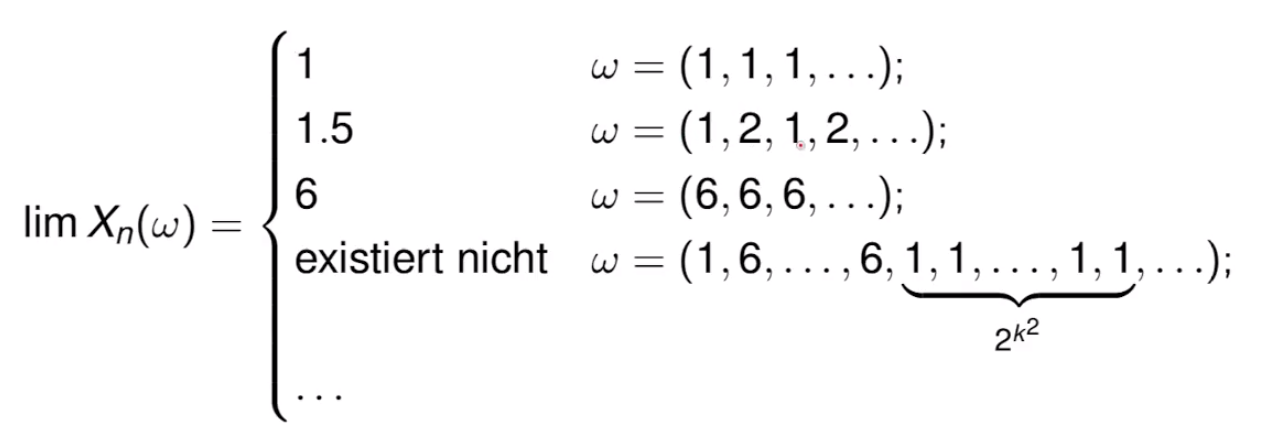 lim Xₙ(ω) =
1 ω = (1, 1, 1, . . .);
1.5 ω = (1, 2, 1, 2, . . .);
6 ω = (6, 6, 6, . . .);
existiert nicht ω = (1, 6, . . . , 6, 1, 1, . . . , 1, 1, . . .);
2^{k^2}
. . .